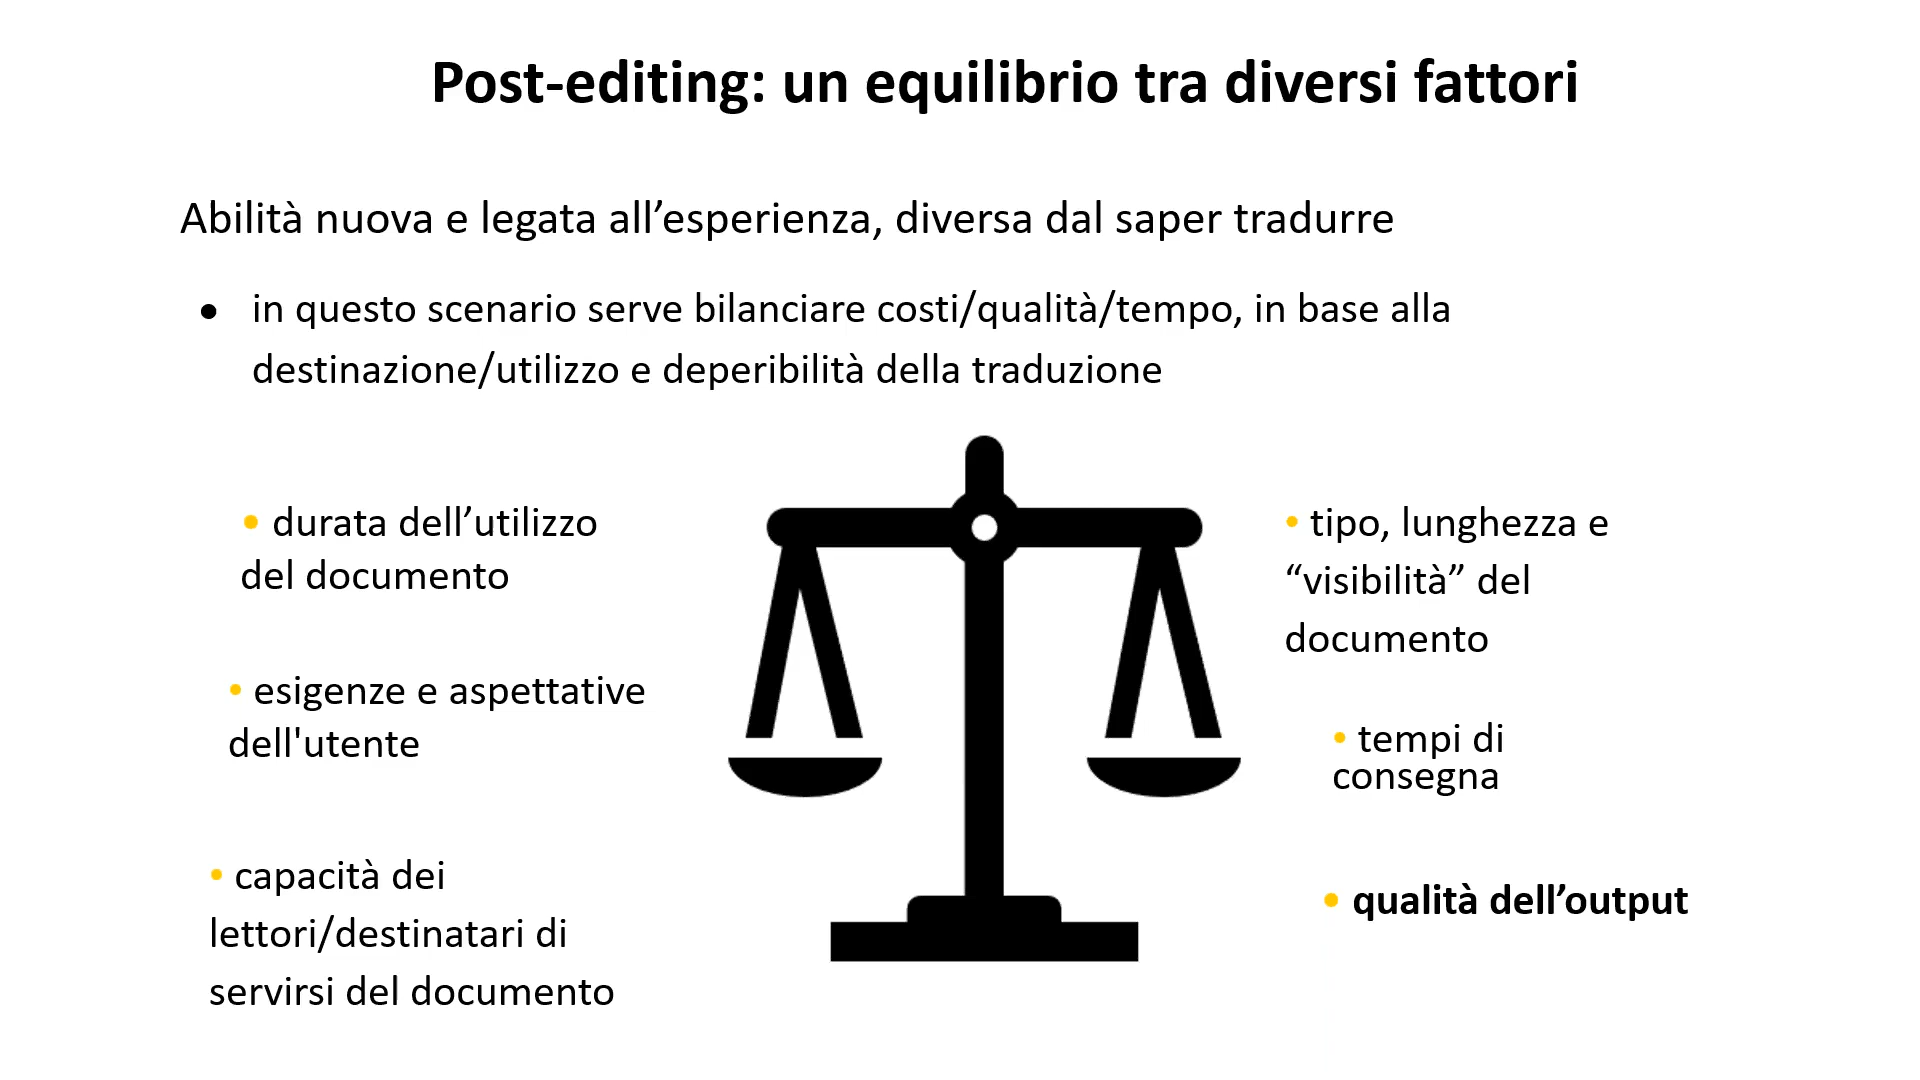 Post-editing: un equilibrio tra diversi fattori
Abilità nuova e legata all’esperienza, diversa dal saper tradurre
● in questo scenario serve bilanciare costi/qualità/tempo, in base alla
destinazione/utilizzo e deperibilità della traduzione
• durata dell’utilizzo
del documento
• esigenze e aspettative
dell'utente
• capacità dei
lettori/destinatari di
servirsi del documento
• tipo, lunghezza e
“visibilità” del
documento
• tempi di
consegna
• qualità dell’output